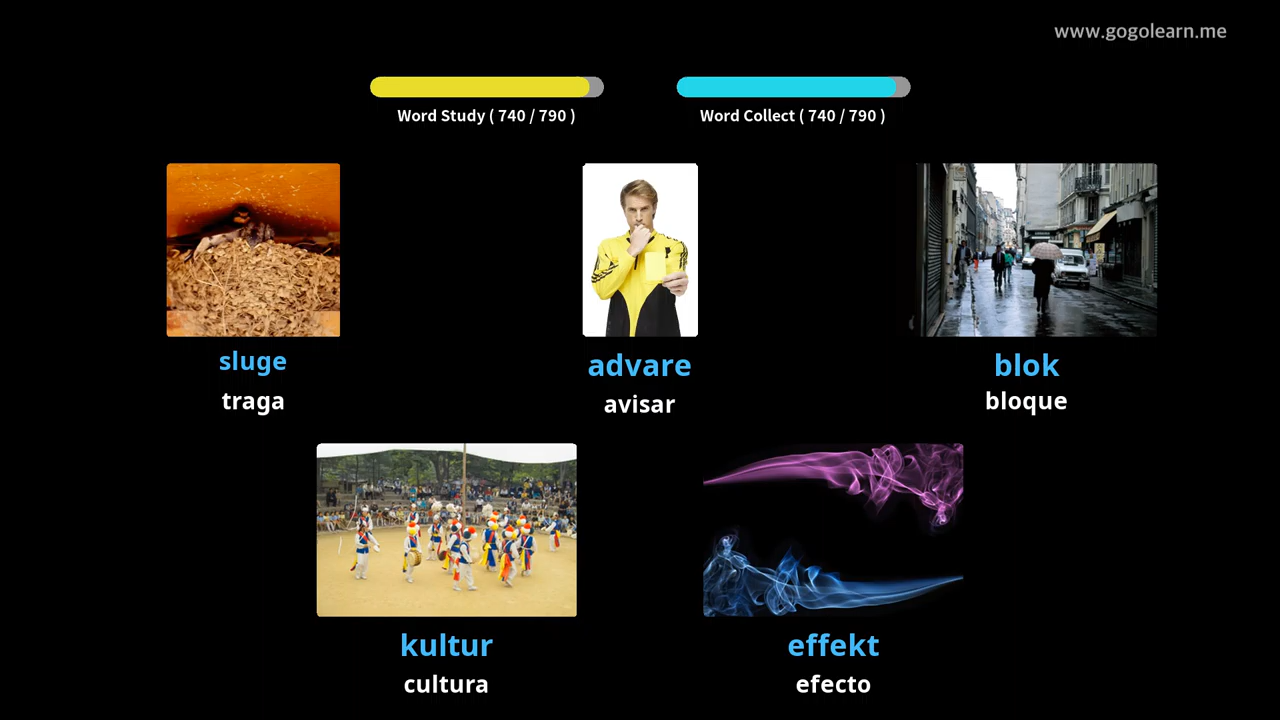 www.gogolearn.me
Word Study ( 740 / 790 )
Word Collect ( 740 / 790 )
sluge
traga
advare
avisar
blok
bloque
kultur
cultura
effekt
efecto